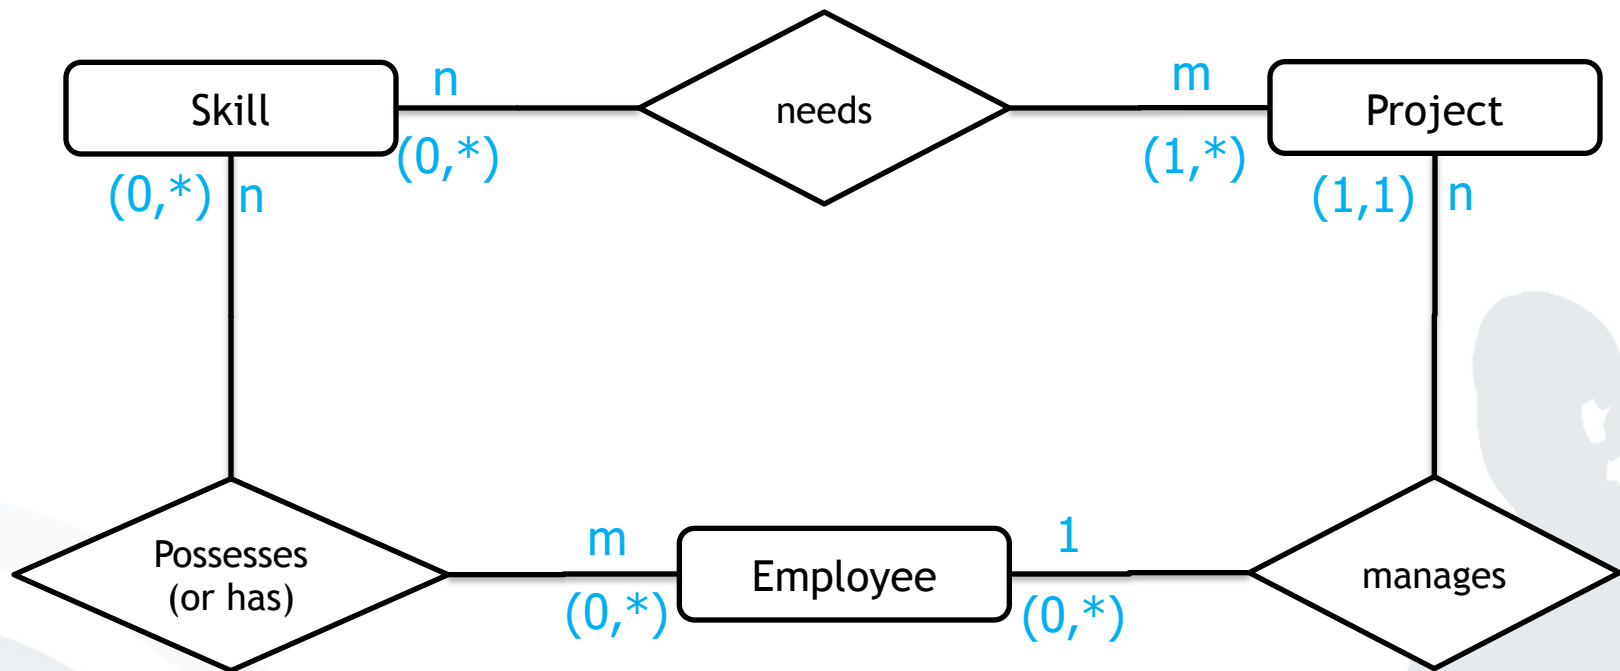 n
m
Skill
needs
Project
(0,*)
(1,*)
(0,*)
n
(1,1)
n
Possesses
(or has)
m
Employee
1
manages
(0,*)
(0,*)